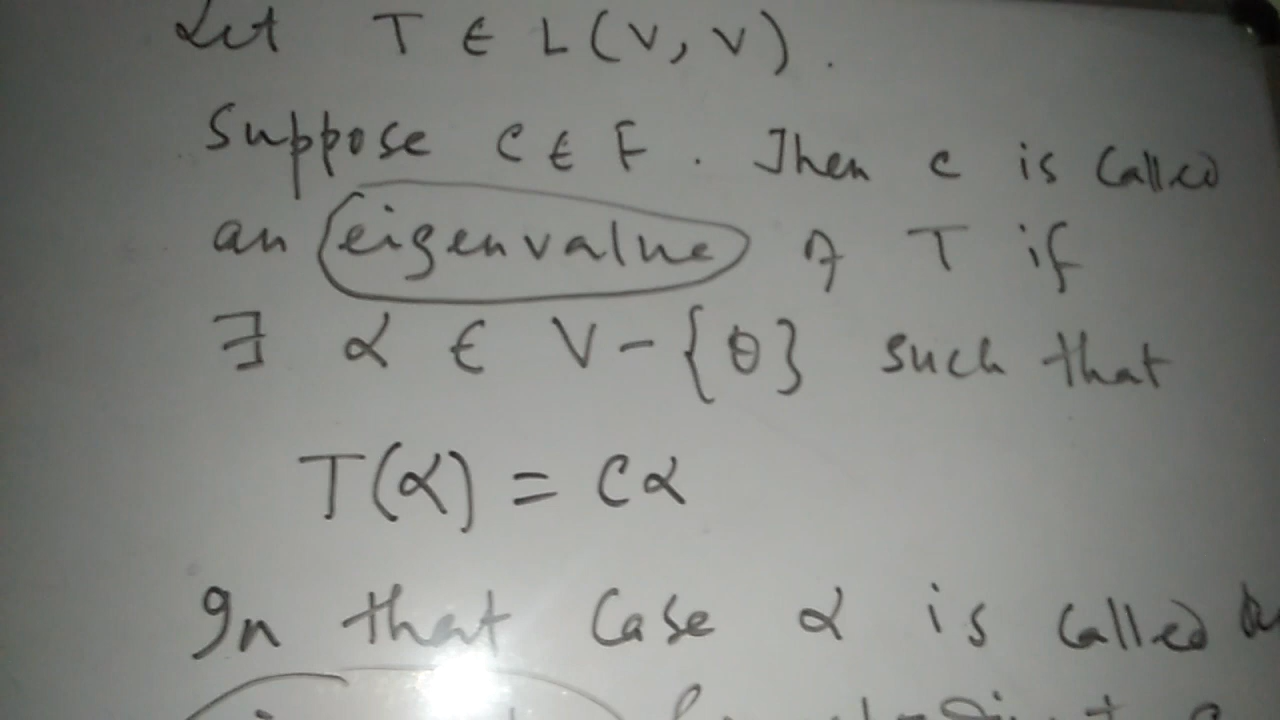 Let T ∈ L(V, V).
Suppose c ∈ F. Then c is called
an eigenvalue of T if
∃ α ∈ V - {θ} such that
T(α) = cα
In that case α is called